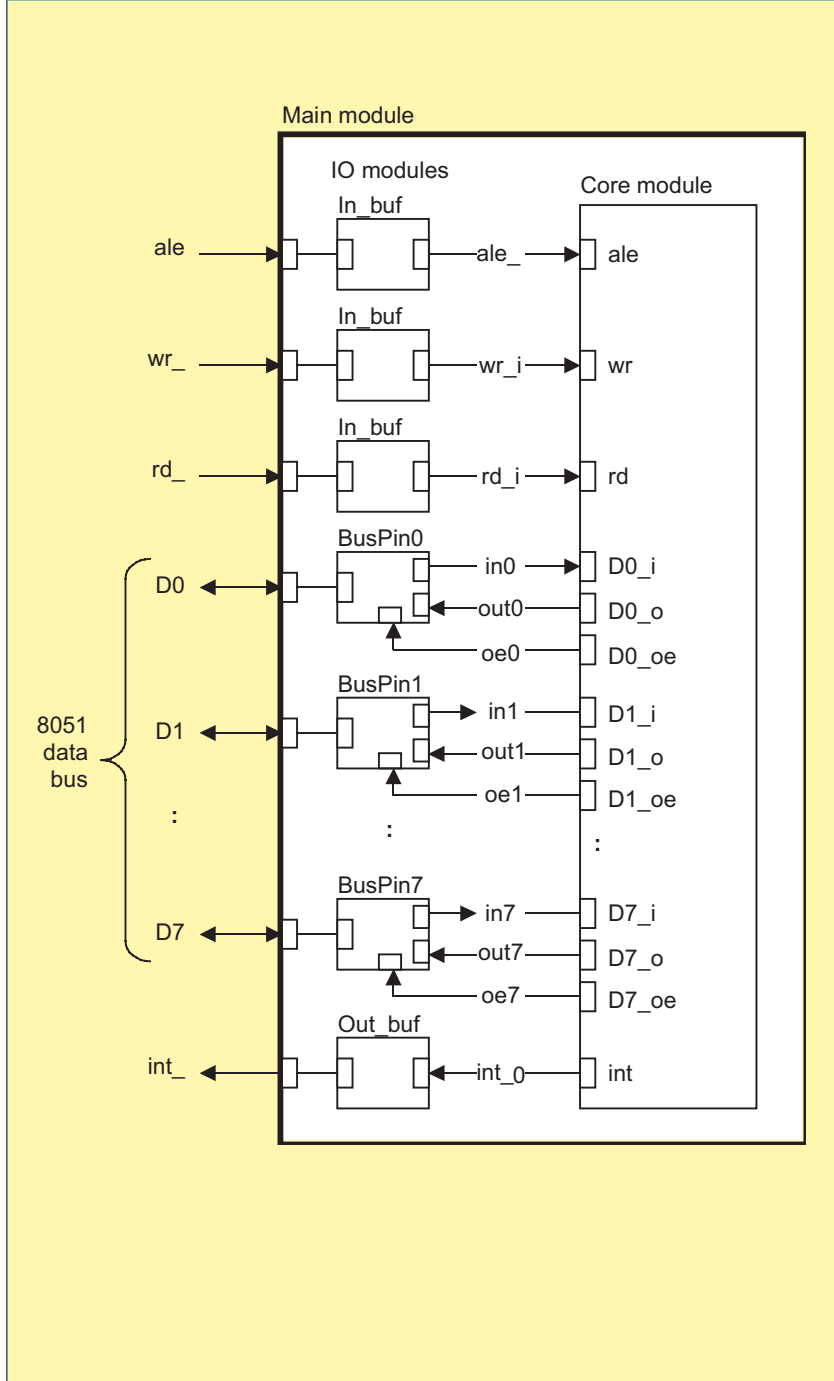 Main module
IO modules
Core module
In_buf
ale
ale_
ale
In_buf
wr_
wr_i
wr
In_buf
rd_
rd_i
rd
BusPin0
D0
in0
D0_i
out0
D0_o
oe0
D0_oe
BusPin1
8051
data
bus
D1
in1
D1_i
out1
D1_o
oe1
D1_oe
:
:
:
BusPin7
D7
in7
D7_i
out7
D7_o
oe7
D7_oe
Out_buf
int_
int_0
int